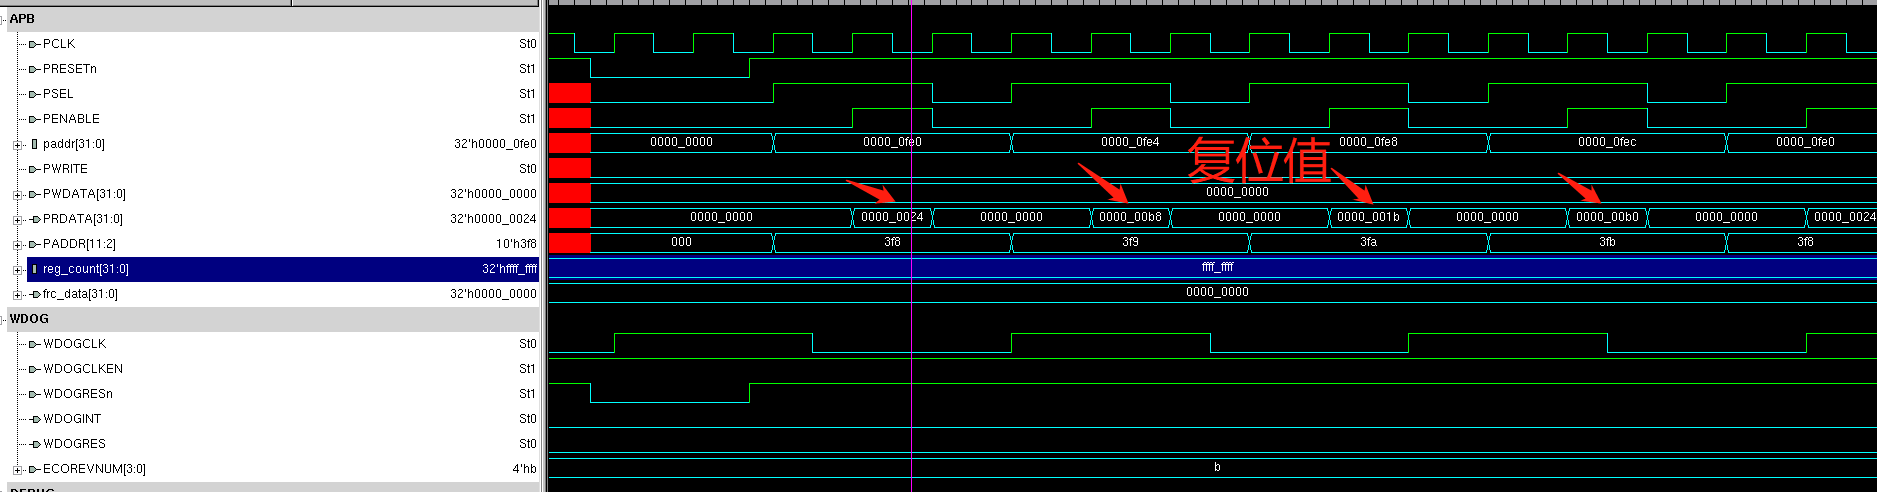 APB
PCLK St0
PRESETn St1
PSEL St1
PENABLE St1
paddr[31:0] 32'h0000_0fe0 0000_0000 0000_0fe0 0000_0fe4 0000_0fe8 0000_0fec 0000_0fe0
复位值
PWRITE St0
PWDATA[31:0] 32'h0000_0000 0000_0000
PRDATA[31:0] 32'h0000_0024 0000_0000 0000_0024 0000_0000 0000_00b8 0000_0000 0000_001b 0000_0000 0000_00b0 0000_0000 0000_0024
PADDR[11:2] 10'h3f8 000 3f8 3f9 3fa 3fb 3f8
reg_count[31:0] 32'hffff_ffff ffff_ffff
frc_data[31:0] 32'h0000_0000 0000_0000
WDOG
WDOGCLK St0
WDOGCLKEN St1
WDOGRESn St1
WDOGINT St0
WDOGRES St0
ECOREVNUM[3:0] 4'hb b